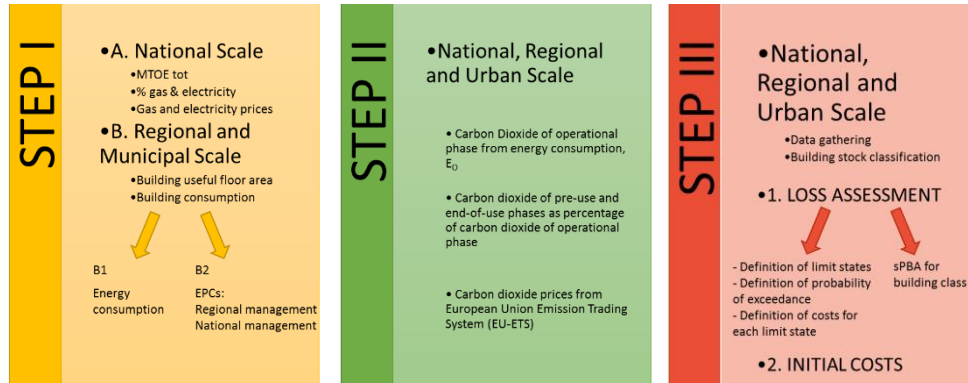 STEP I
•A. National Scale
•MTOE tot
•% gas & electricity
•Gas and electricity prices
•B. Regional and
Municipal Scale
•Building useful floor area
•Building consumption
B1
Energy
consumption
B2
EPCs:
Regional management
National management
STEP II
•National, Regional
and Urban Scale
• Carbon Dioxide of operational
phase from energy consumption,
E₀
• Carbon dioxide of pre-use and
end-of-use phases as percentage
of carbon dioxide of operational
phase
• Carbon dioxide prices from
European Union Emission Trading
System (EU-ETS)
STEP III
•National,
Regional and
Urban Scale
•Data gathering
•Building stock classification
•1. LOSS ASSESSMENT
- Definition of limit states
- Definition of probability
of exceedance
- Definition of costs for
each limit state
sPBA for
building class
•2. INITIAL COSTS